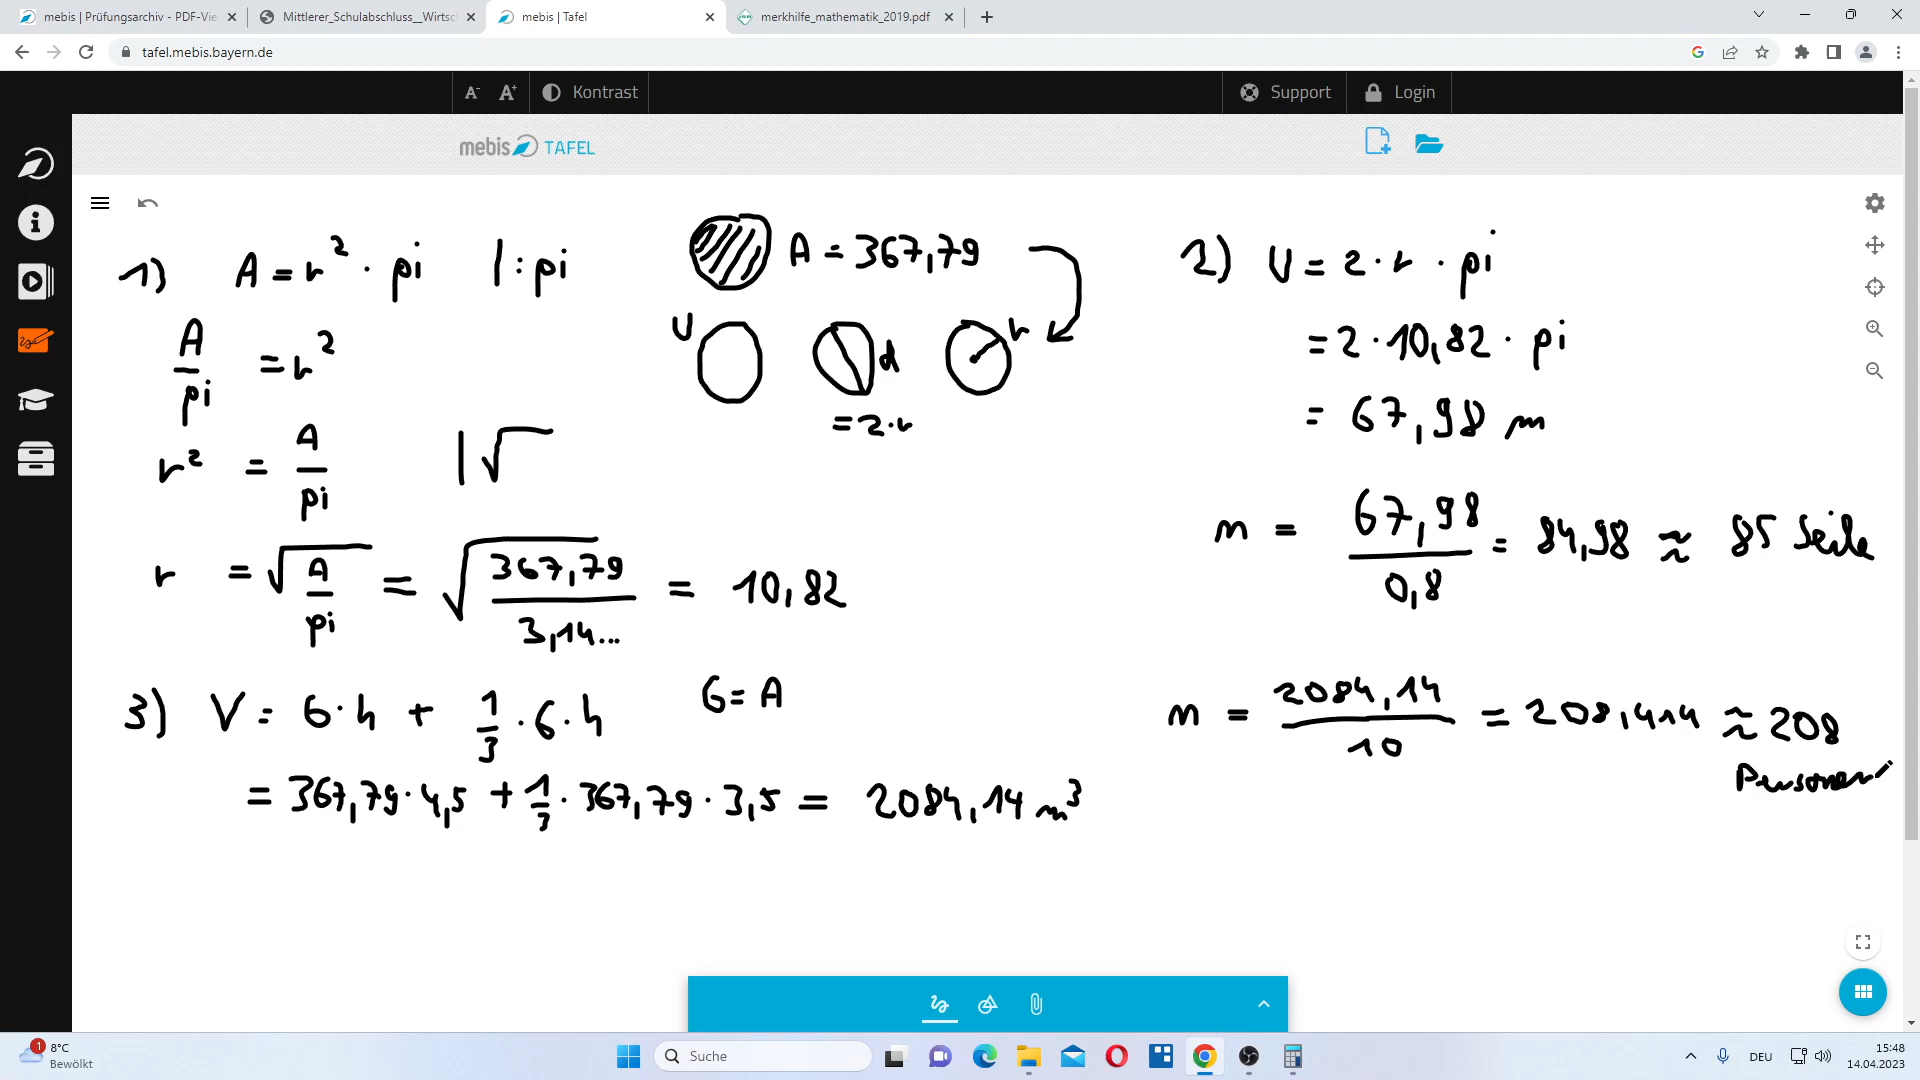 mebis | Prüfungsarchiv - PDF-Vie
Mittlerer_Schulabschluss__Wirtsc
mebis | Tafel
merkhilfe_mathematik_2019.pdf
tafel.mebis.bayern.de
A- A+ Kontrast
Support
Login
mebis TAFEL
1) A = r² · pi | : pi
A/pi = r²
r² = A/pi | √
r = √A/pi = √367,79/3,14... = 10,82
A = 367,79
U d r
= 2 · r
2) U = 2 · r · pi
= 2 · 10,82 · pi
= 67,98 m
n = 67,98/0,8 = 84,98 ≈ 85 Seile
3) V = G · h + 1/3 · G · h G = A
= 367,79 · 4,5 + 1/3 · 367,79 · 3,5 = 2084,14 m³
n = 2084,14/10 = 208,414 ≈ 208
Personen
1
8°C
Bewölkt
Suche
DEU
15:48
14.04.2023